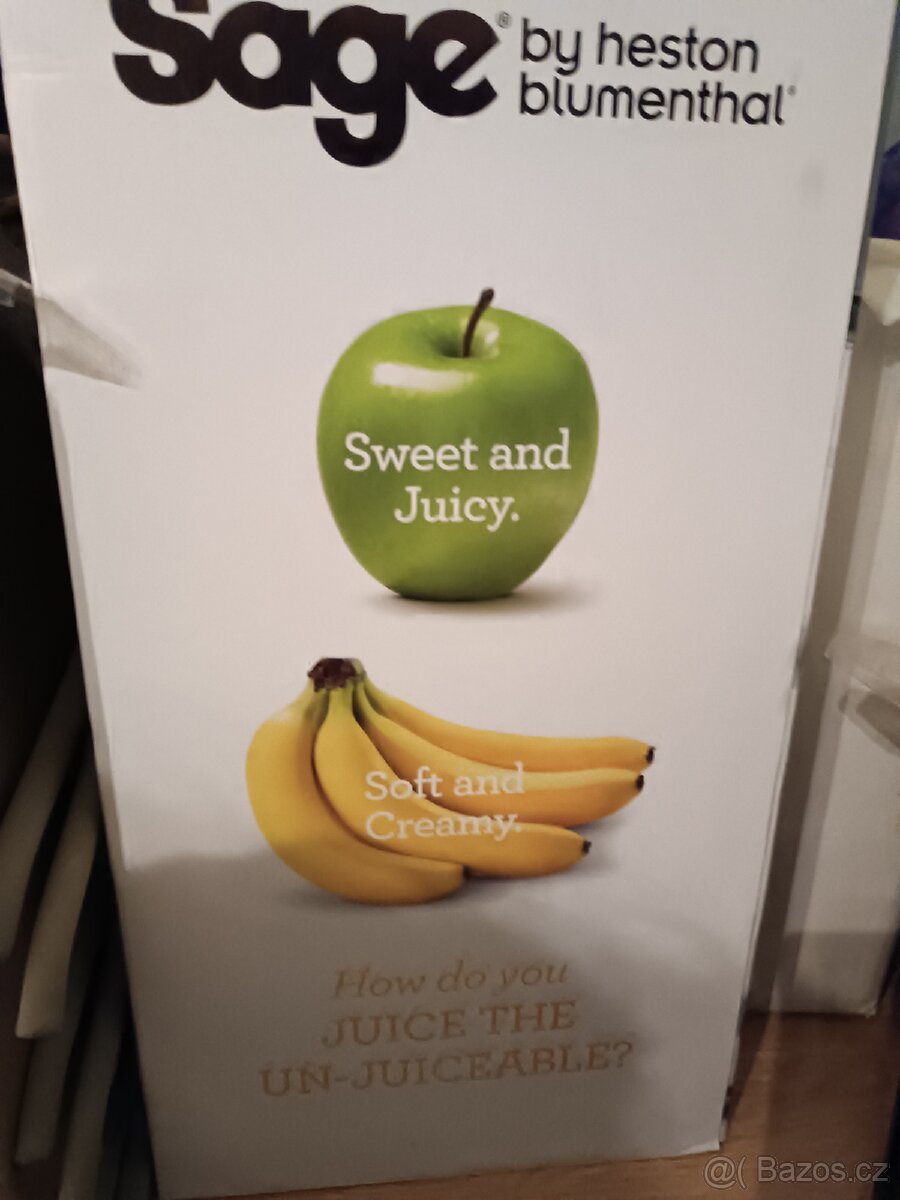 Sage® by heston
blumenthal®
Sweet and
Juicy.
Soft and
Creamy.
How do you
JUICE THE
UN-JUICEABLE?
@( Bazos.cz